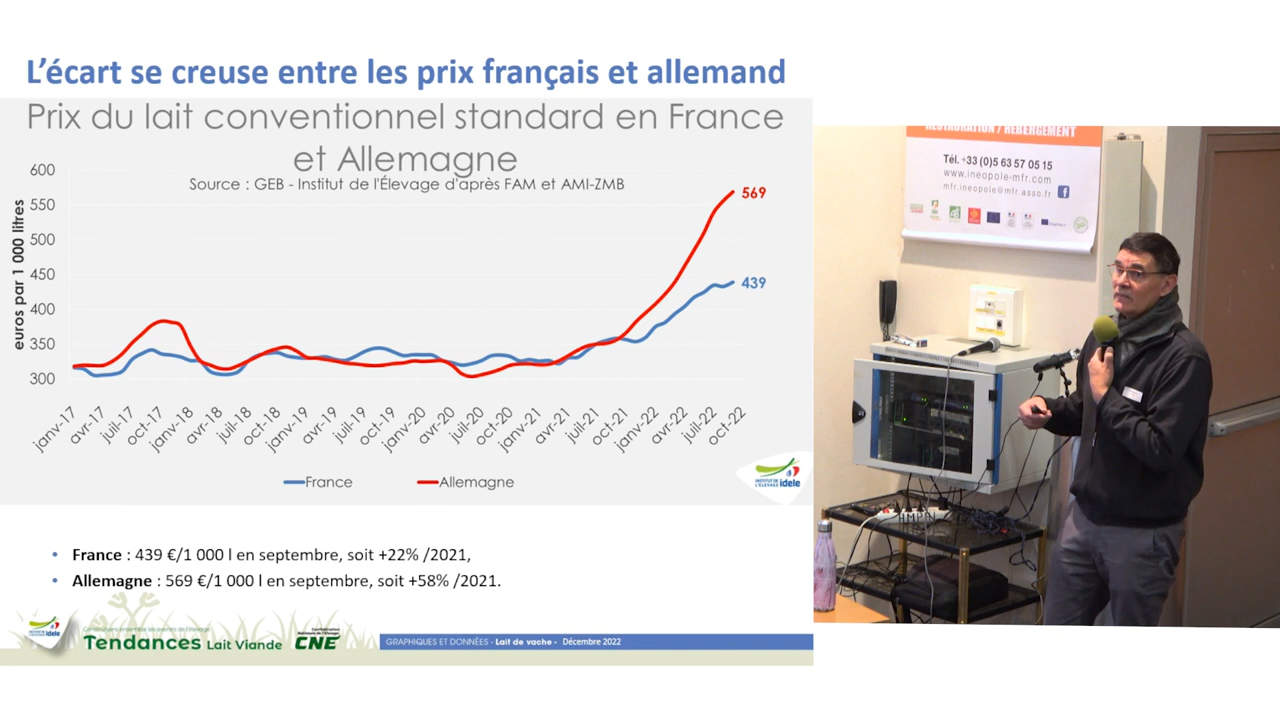 L'écart se creuse entre les prix français et allemand
Prix du lait conventionnel standard en France
et Allemagne
Source : GEB - Institut de l'Élevage d'après FAM et AMI-ZMB
euros par 1 000 litres
600
550
500
450
400
350
300
569
439
janv-17
avr-17
juil-17
oct-17
janv-18
avr-18
juil-18
oct-18
janv-19
avr-19
juil-19
oct-19
janv-20
avr-20
juil-20
oct-20
janv-21
avr-21
juil-21
oct-21
janv-22
avr-22
juil-22
oct-22
France
Allemagne
INSTITUT DE
L'ÉLEVAGE idele
• France : 439 €/1 000 l en septembre, soit +22% /2021,
• Allemagne : 569 €/1 000 l en septembre, soit +58% /2021.
idele
Tendances Lait Viande
CNE
GRAPHIQUES ET DONNÉES - Lait de vache - Décembre 2022
RESTAURATION / HÉBERGEMENT
Tél. +33 (0)5 63 57 05 15
www.ineopole-mfr.com
mfr.ineopole@mfr.asso.fr